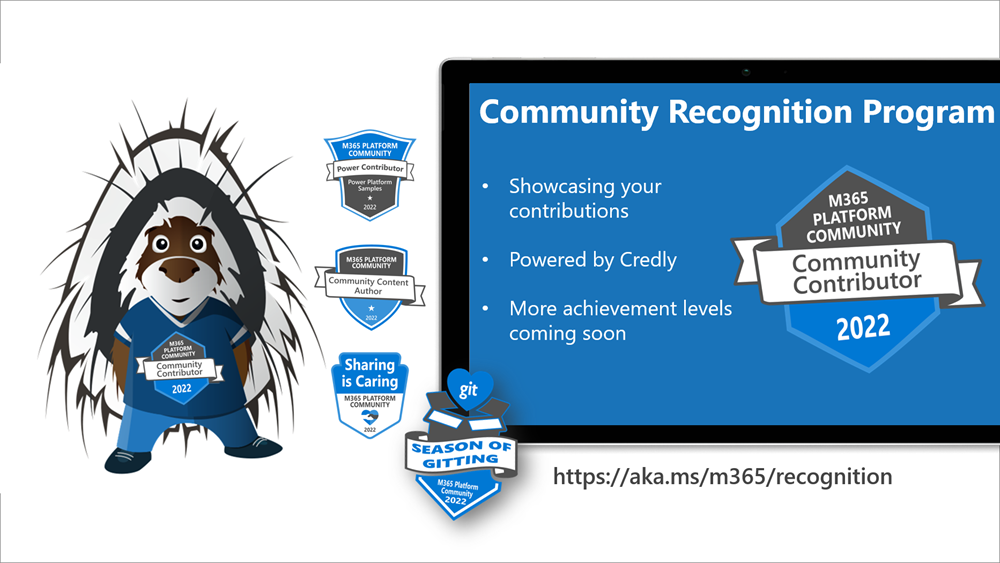 Community Recognition Program
• Showcasing your
contributions
• Powered by Credly
• More achievement levels
coming soon
M365
PLATFORM
COMMUNITY
Community
Contributor
2022
M365 PLATFORM
COMMUNITY
Power Contributor
Power Platform
Samples
2022
M365 PLATFORM
COMMUNITY
Community Content
Author
2022
Sharing
is Caring
M365 PLATFORM
COMMUNITY
2022
git
SEASON OF
GITTING
M365 Platform
Community
2022
M365
PLATFORM
COMMUNITY
Community
Contributor
2022
https://aka.ms/m365/recognition